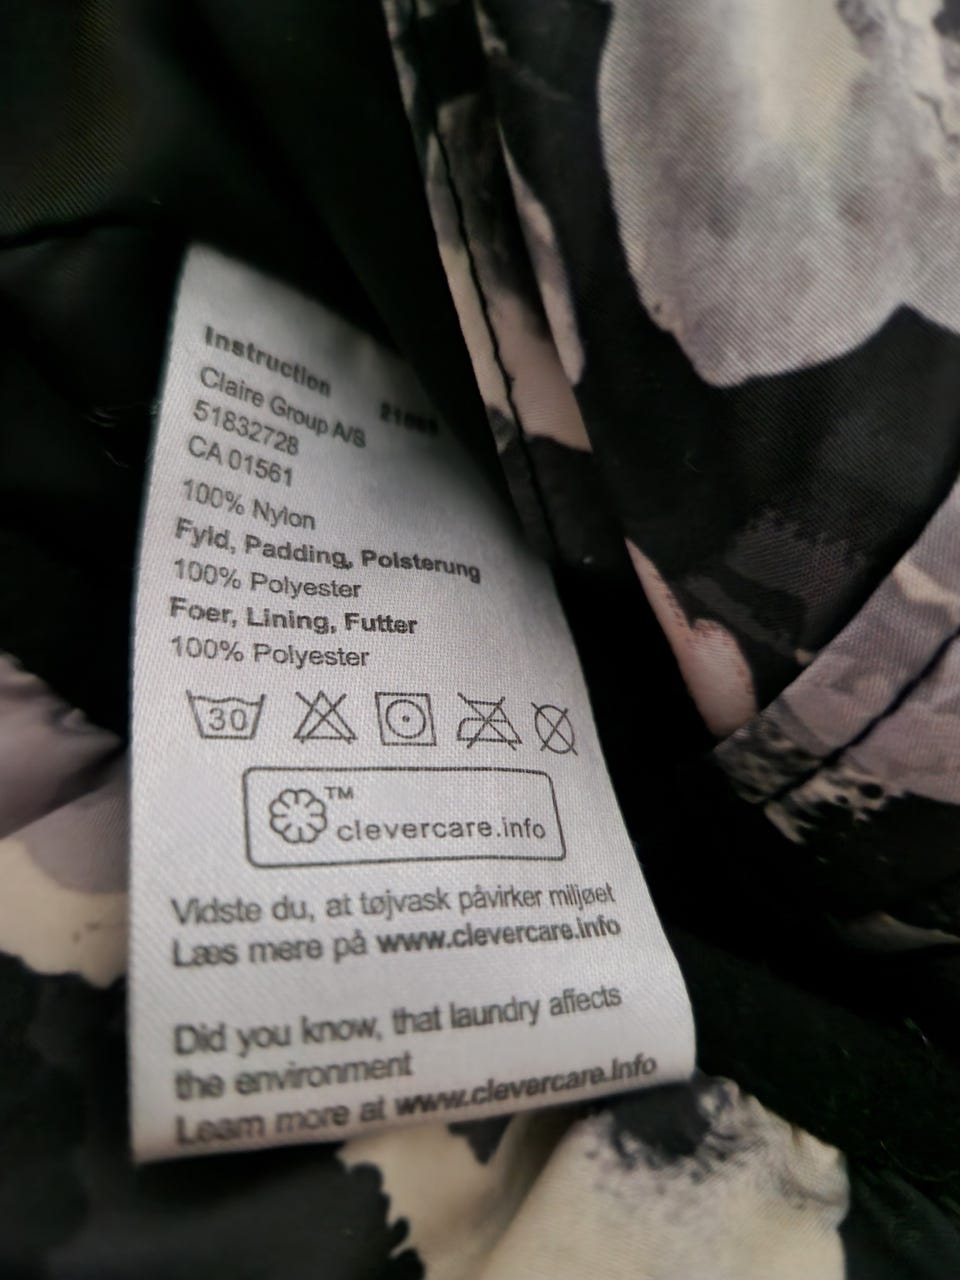 Instruction
Claire Group A/S
51832728
CA 01561
100% Nylon
Fyld, Padding, Polsterung
100% Polyester
Foer, Lining, Futter
100% Polyester
30
TM
clevercare.info
Vidste du, at tøjvask påvirker miljøet
Læs mere på www.clevercare.info
Did you know, that laundry affects
the environment
Learn more at www.clevercare.info